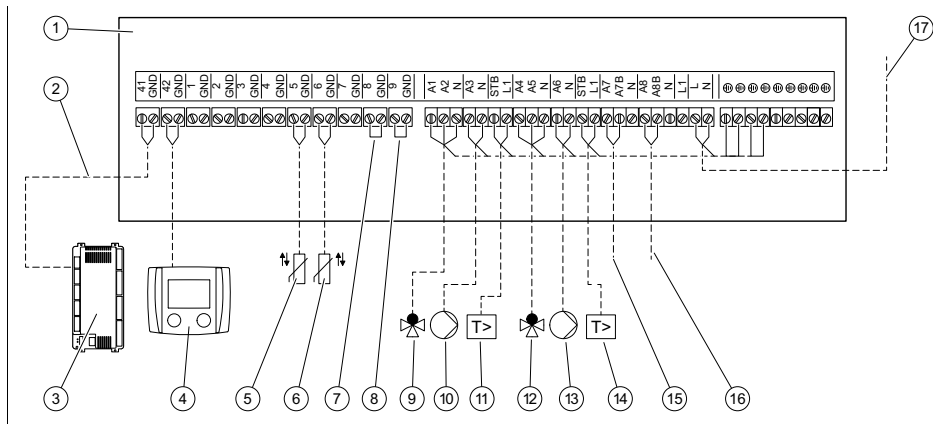 1
17
41 GND 42 GND 1 GND 2 GND 3 GND 4 GND 5 GND 6 GND 7 GND 8 GND 9 GND A1 A2 N A3 N STB L1 A4 A5 N A6 N STB L1 A7 A7B N A8 A8B N L1 L N
2
T> T>
3 4 5 6 7 8 9 10 11 12 13 14 15 16